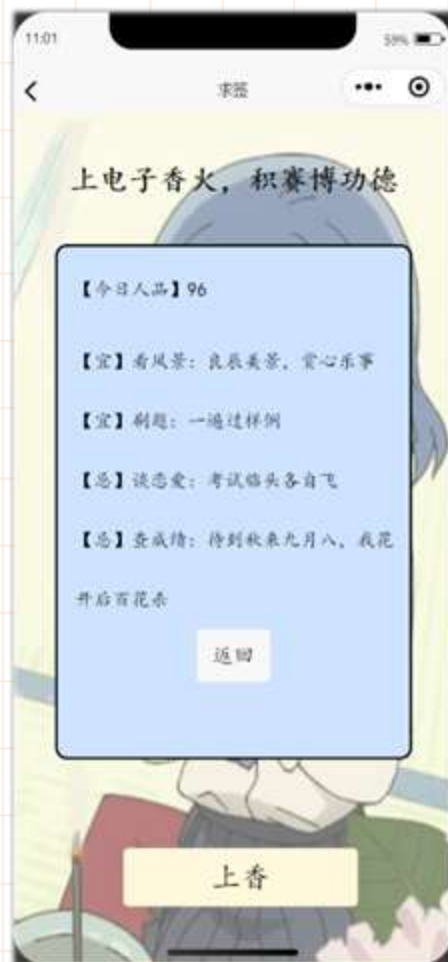 11:01
59%
求签
上电子香火，积赛博功德
【今日人品】96
【宜】看风景：良辰美景，赏心乐事
【宜】刷题：一遍过样例
【忌】谈恋爱：考试临头各自飞
【忌】查成绩：待到秋来九月八，我花
开后百花杀
返回
上香